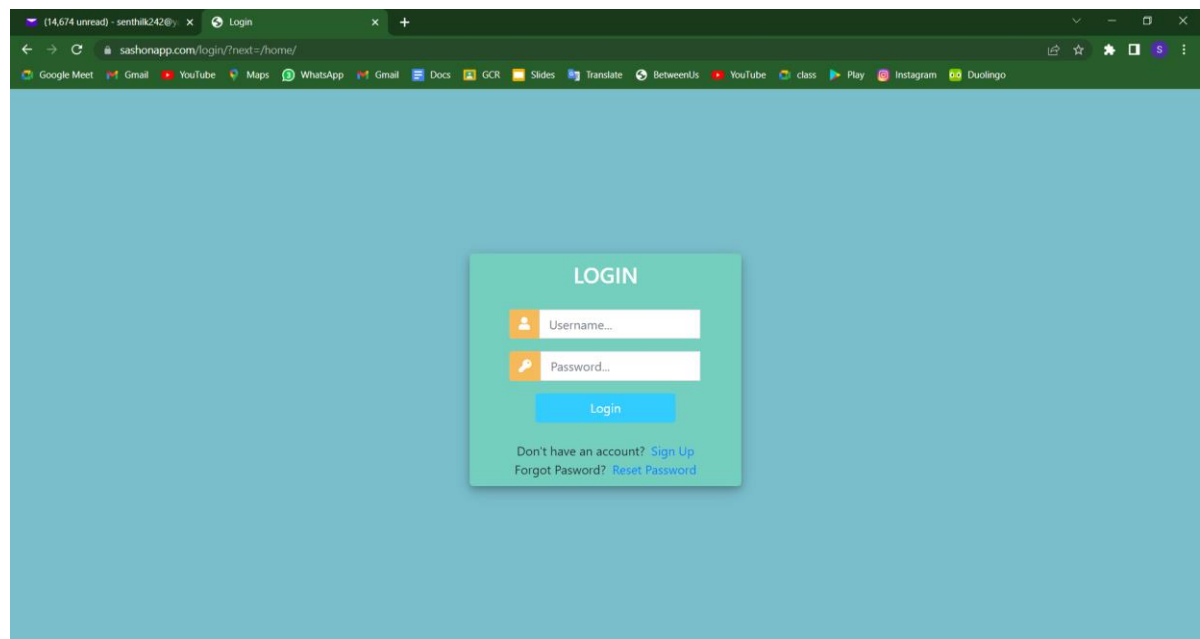 (14,674 unread) - senthilk242@y
Login
sashonapp.com/login/?next=/home/
Google Meet Gmail YouTube Maps WhatsApp Gmail Docs GCR Slides Translate BetweenUs YouTube class Play Instagram Duolingo
S
LOGIN
Username...
Password...
Login
Don't have an account? Sign Up
Forgot Pasword? Reset Password